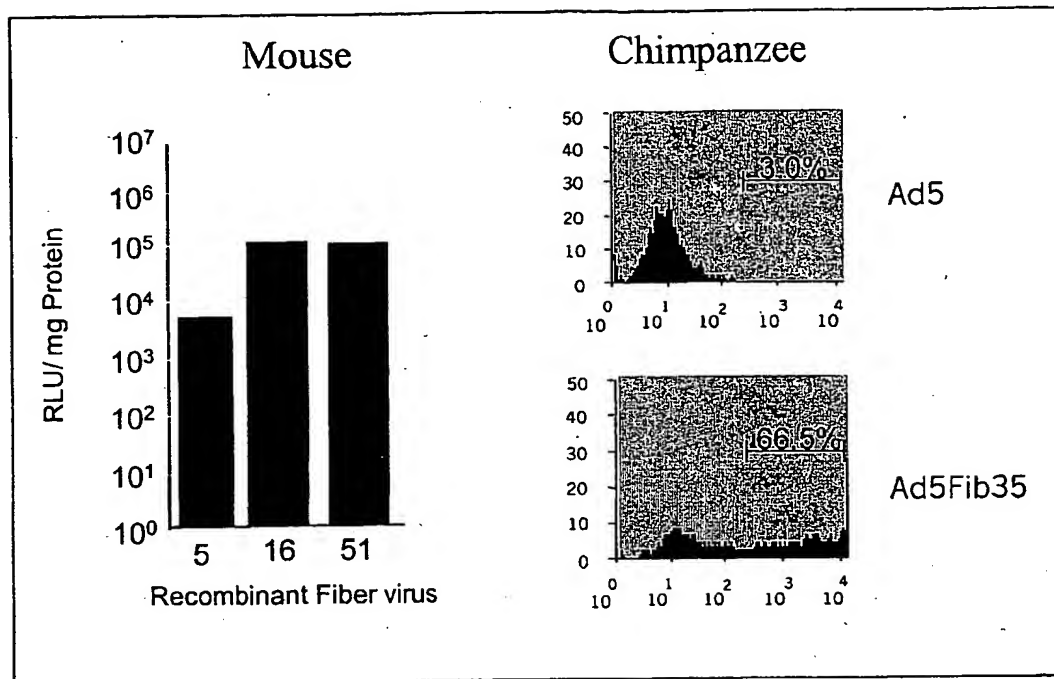 Mouse
Chimpanzee
RLU/mg Protein
10⁷
10⁶
10⁵
10⁴
10³
10²
10¹
10⁰
5 16 51
Recombinant Fiber virus
50
40
30
20
10
0
3.0%
Ad5
10⁰ 10¹ 10² 10³ 10⁴
50
40
30
20
10
0
66.5%
Ad5Fib35
10⁰ 10¹ 10² 10³ 10⁴